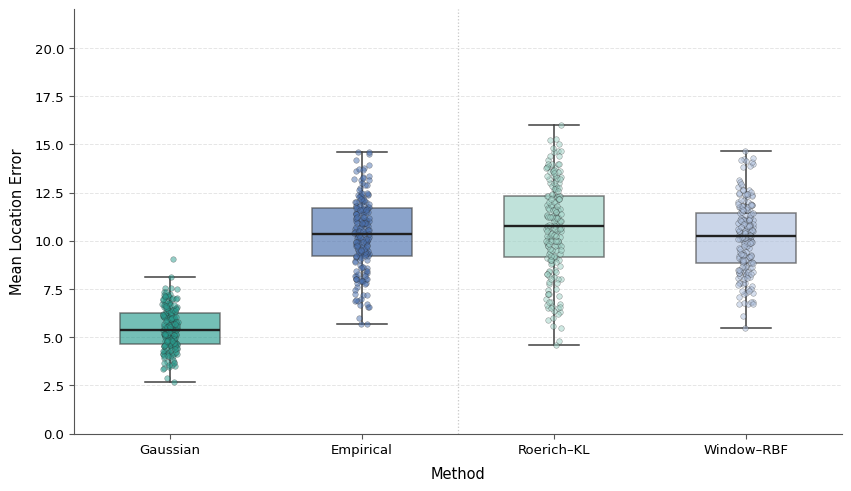 20.0
17.5
15.0
12.5
10.0
7.5
5.0
2.5
0.0
Mean Location Error
Gaussian
Empirical
Roerich–KL
Window–RBF
Method